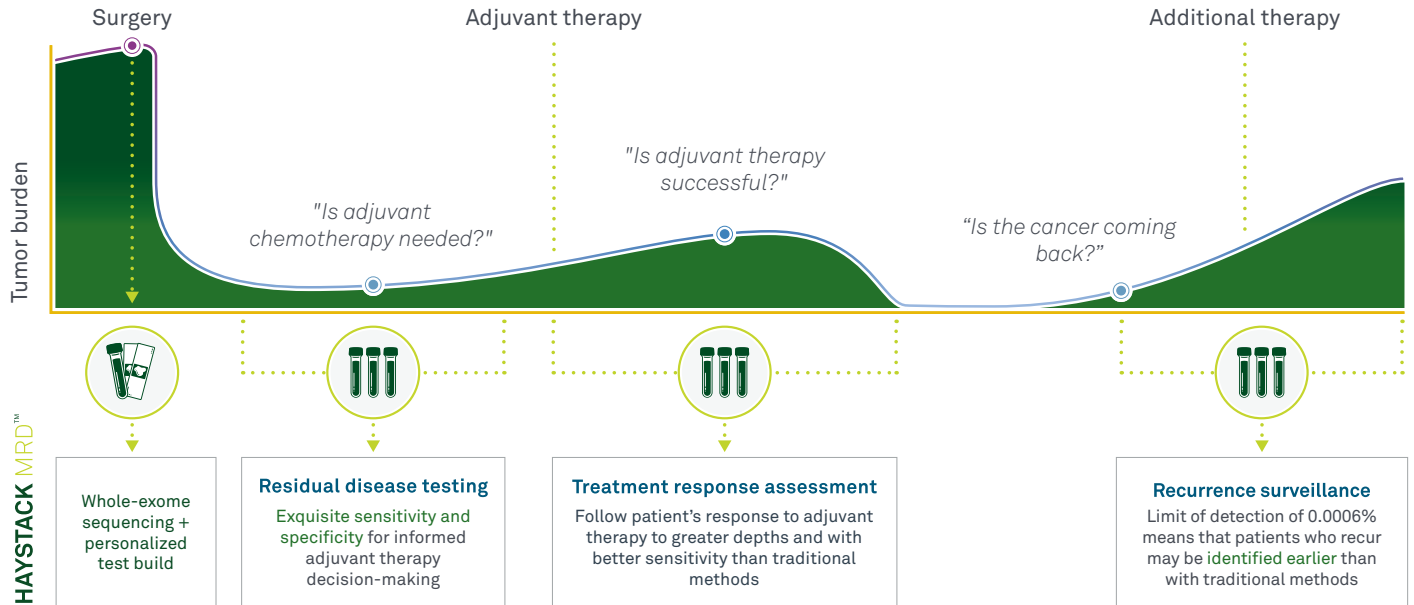 Surgery
Adjuvant therapy
Additional therapy
Tumor burden
"Is adjuvant
chemotherapy needed?"
"Is adjuvant therapy
successful?"
“Is the cancer coming
back?”
HAYSTACK MRD™
Whole-exome
sequencing +
personalized
test build
Residual disease testing
Exquisite sensitivity and
specificity for informed
adjuvant therapy
decision-making
Treatment response assessment
Follow patient’s response to adjuvant
therapy to greater depths and with
better sensitivity than traditional
methods
Recurrence surveillance
Limit of detection of 0.0006%
means that patients who recur
may be identified earlier than
with traditional methods